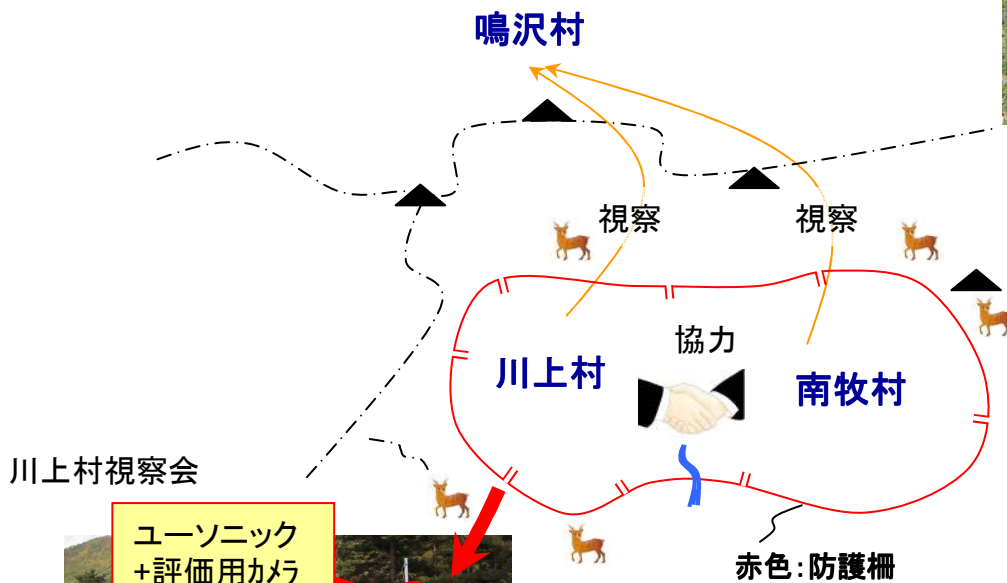 鳴沢村
視察
視察
協力
川上村
南牧村
川上村視察会
ユーソニック
+評価用カメラ
赤色:防護柵